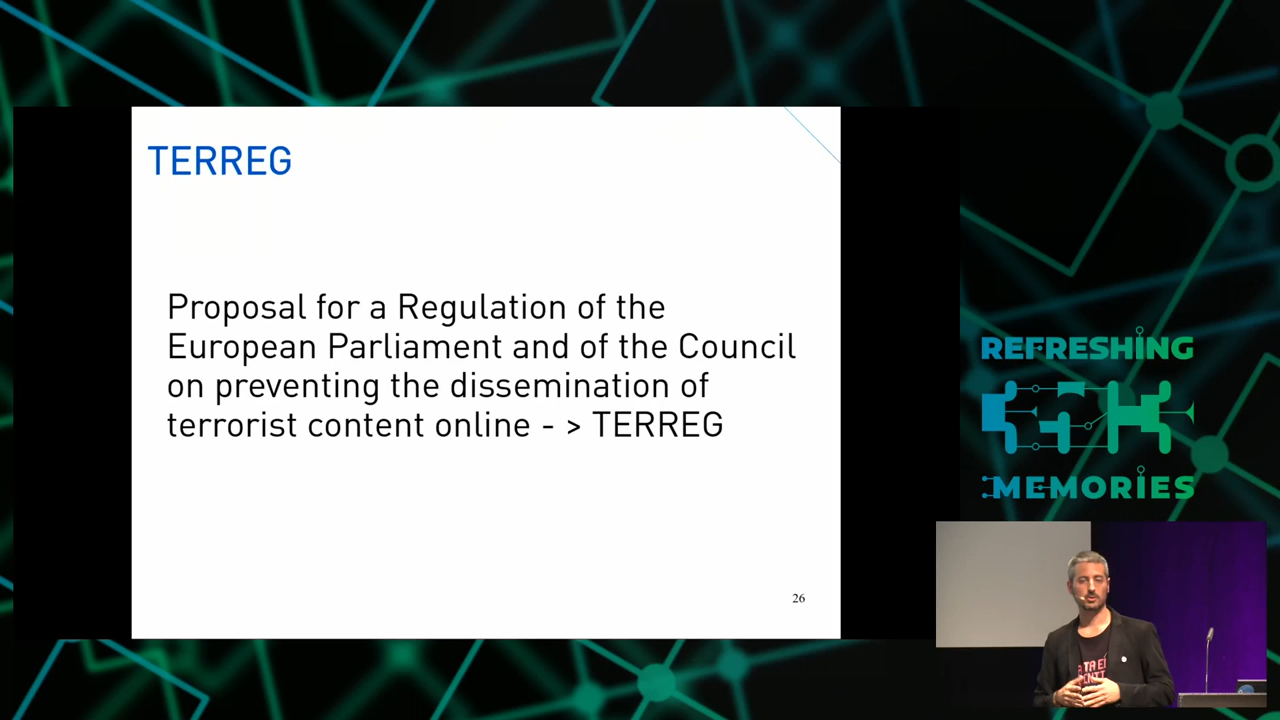 TERREG
Proposal for a Regulation of the
European Parliament and of the Council
on preventing the dissemination of
terrorist content online - > TERREG
26
REFRESHING
MEMORIES